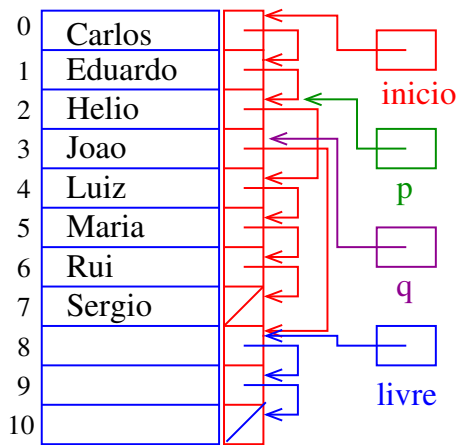 0 Carlos
1 Eduardo
inicio
2 Helio
3 Joao
p
4 Luiz
5 Maria
6 Rui
q
7 Sergio
8
livre
9
10